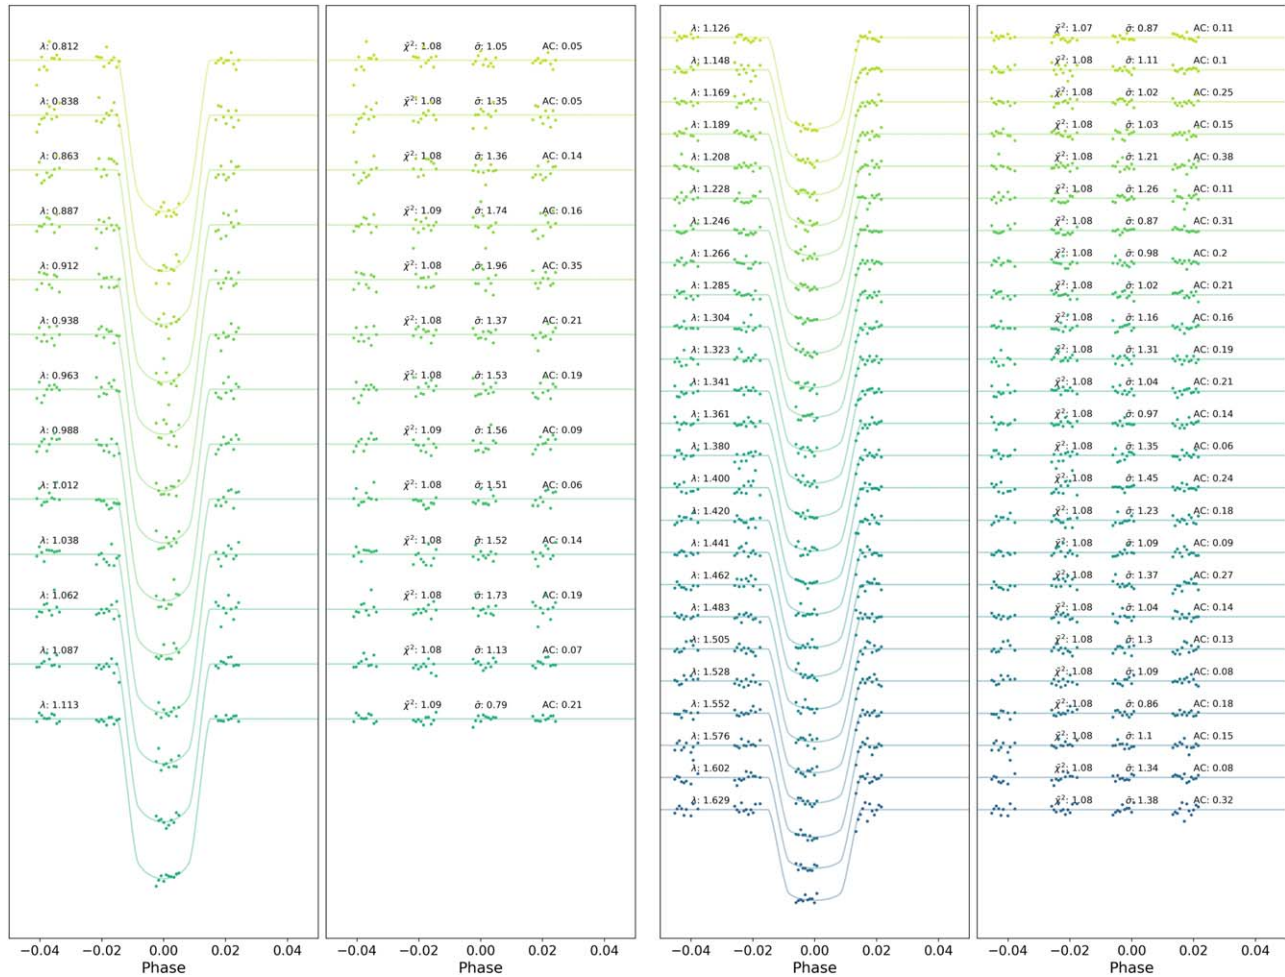 λ: 0.812 χ̄²: 1.08 σ̄: 1.05 AC: 0.05
λ: 0.838 χ̄²: 1.08 σ̄: 1.35 AC: 0.05
λ: 0.863 χ̄²: 1.08 σ̄: 1.36 AC: 0.14
λ: 0.887 χ̄²: 1.09 σ̄: 1.74 AC: 0.16
λ: 0.912 χ̄²: 1.08 σ̄: 1.96 AC: 0.35
λ: 0.938 χ̄²: 1.08 σ̄: 1.37 AC: 0.21
λ: 0.963 χ̄²: 1.08 σ̄: 1.53 AC: 0.19
λ: 0.988 χ̄²: 1.09 σ̄: 1.56 AC: 0.09
λ: 1.012 χ̄²: 1.08 σ̄: 1.51 AC: 0.06
λ: 1.038 χ̄²: 1.08 σ̄: 1.52 AC: 0.14
λ: 1.062 χ̄²: 1.08 σ̄: 1.73 AC: 0.19
λ: 1.087 χ̄²: 1.08 σ̄: 1.13 AC: 0.07
λ: 1.113 χ̄²: 1.09 σ̄: 0.79 AC: 0.21
−0.04 −0.02 0.00 0.02 0.04
Phase
−0.04 −0.02 0.00 0.02 0.04
Phase
λ: 1.126 χ̄²: 1.07 σ̄: 0.87 AC: 0.11
λ: 1.148 χ̄²: 1.08 σ̄: 1.11 AC: 0.1
λ: 1.169 χ̄²: 1.08 σ̄: 1.02 AC: 0.25
λ: 1.189 χ̄²: 1.08 σ̄: 1.03 AC: 0.15
λ: 1.208 χ̄²: 1.08 σ̄: 1.21 AC: 0.38
λ: 1.228 χ̄²: 1.08 σ̄: 1.26 AC: 0.11
λ: 1.246 χ̄²: 1.08 σ̄: 0.87 AC: 0.31
λ: 1.266 χ̄²: 1.08 σ̄: 0.98 AC: 0.2
λ: 1.285 χ̄²: 1.08 σ̄: 1.02 AC: 0.21
λ: 1.304 χ̄²: 1.08 σ̄: 1.16 AC: 0.16
λ: 1.323 χ̄²: 1.08 σ̄: 1.31 AC: 0.19
λ: 1.341 χ̄²: 1.08 σ̄: 1.04 AC: 0.21
λ: 1.361 χ̄²: 1.08 σ̄: 0.97 AC: 0.14
λ: 1.380 χ̄²: 1.08 σ̄: 1.35 AC: 0.06
λ: 1.400 χ̄²: 1.08 σ̄: 1.45 AC: 0.24
λ: 1.420 χ̄²: 1.08 σ̄: 1.23 AC: 0.18
λ: 1.441 χ̄²: 1.08 σ̄: 1.09 AC: 0.09
λ: 1.462 χ̄²: 1.08 σ̄: 1.37 AC: 0.27
λ: 1.483 χ̄²: 1.08 σ̄: 1.04 AC: 0.14
λ: 1.505 χ̄²: 1.08 σ̄: 1.3 AC: 0.13
λ: 1.528 χ̄²: 1.08 σ̄: 1.09 AC: 0.08
λ: 1.552 χ̄²: 1.08 σ̄: 0.86 AC: 0.18
λ: 1.576 χ̄²: 1.08 σ̄: 1.1 AC: 0.15
λ: 1.602 χ̄²: 1.08 σ̄: 1.34 AC: 0.08
λ: 1.629 χ̄²: 1.08 σ̄: 1.38 AC: 0.32
−0.04 −0.02 0.00 0.02 0.04
Phase
−0.04 −0.02 0.00 0.02 0.04
Phase